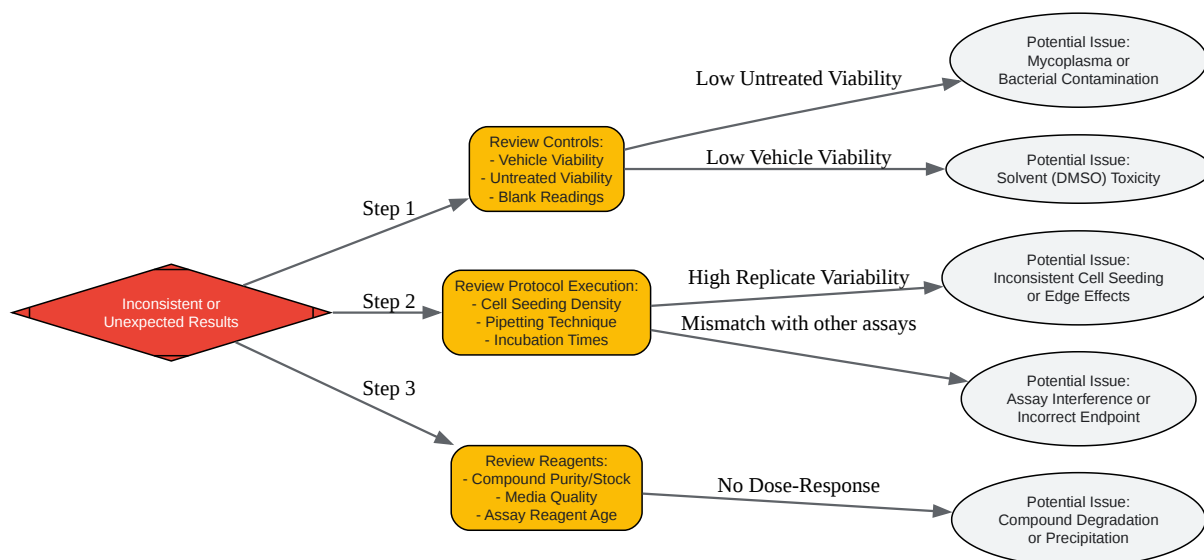 Inconsistent or
Unexpected Results
Step 1
Step 2
Step 3
Review Controls:
- Vehicle Viability
- Untreated Viability
- Blank Readings
Review Protocol Execution:
- Cell Seeding Density
- Pipetting Technique
- Incubation Times
Review Reagents:
- Compound Purity/Stock
- Media Quality
- Assay Reagent Age
Low Untreated Viability
Low Vehicle Viability
High Replicate Variability
Mismatch with other assays
No Dose-Response
Potential Issue:
Mycoplasma or
Bacterial Contamination
Potential Issue:
Solvent (DMSO) Toxicity
Potential Issue:
Inconsistent Cell Seeding
or Edge Effects
Potential Issue:
Assay Interference or
Incorrect Endpoint
Potential Issue:
Compound Degradation
or Precipitation